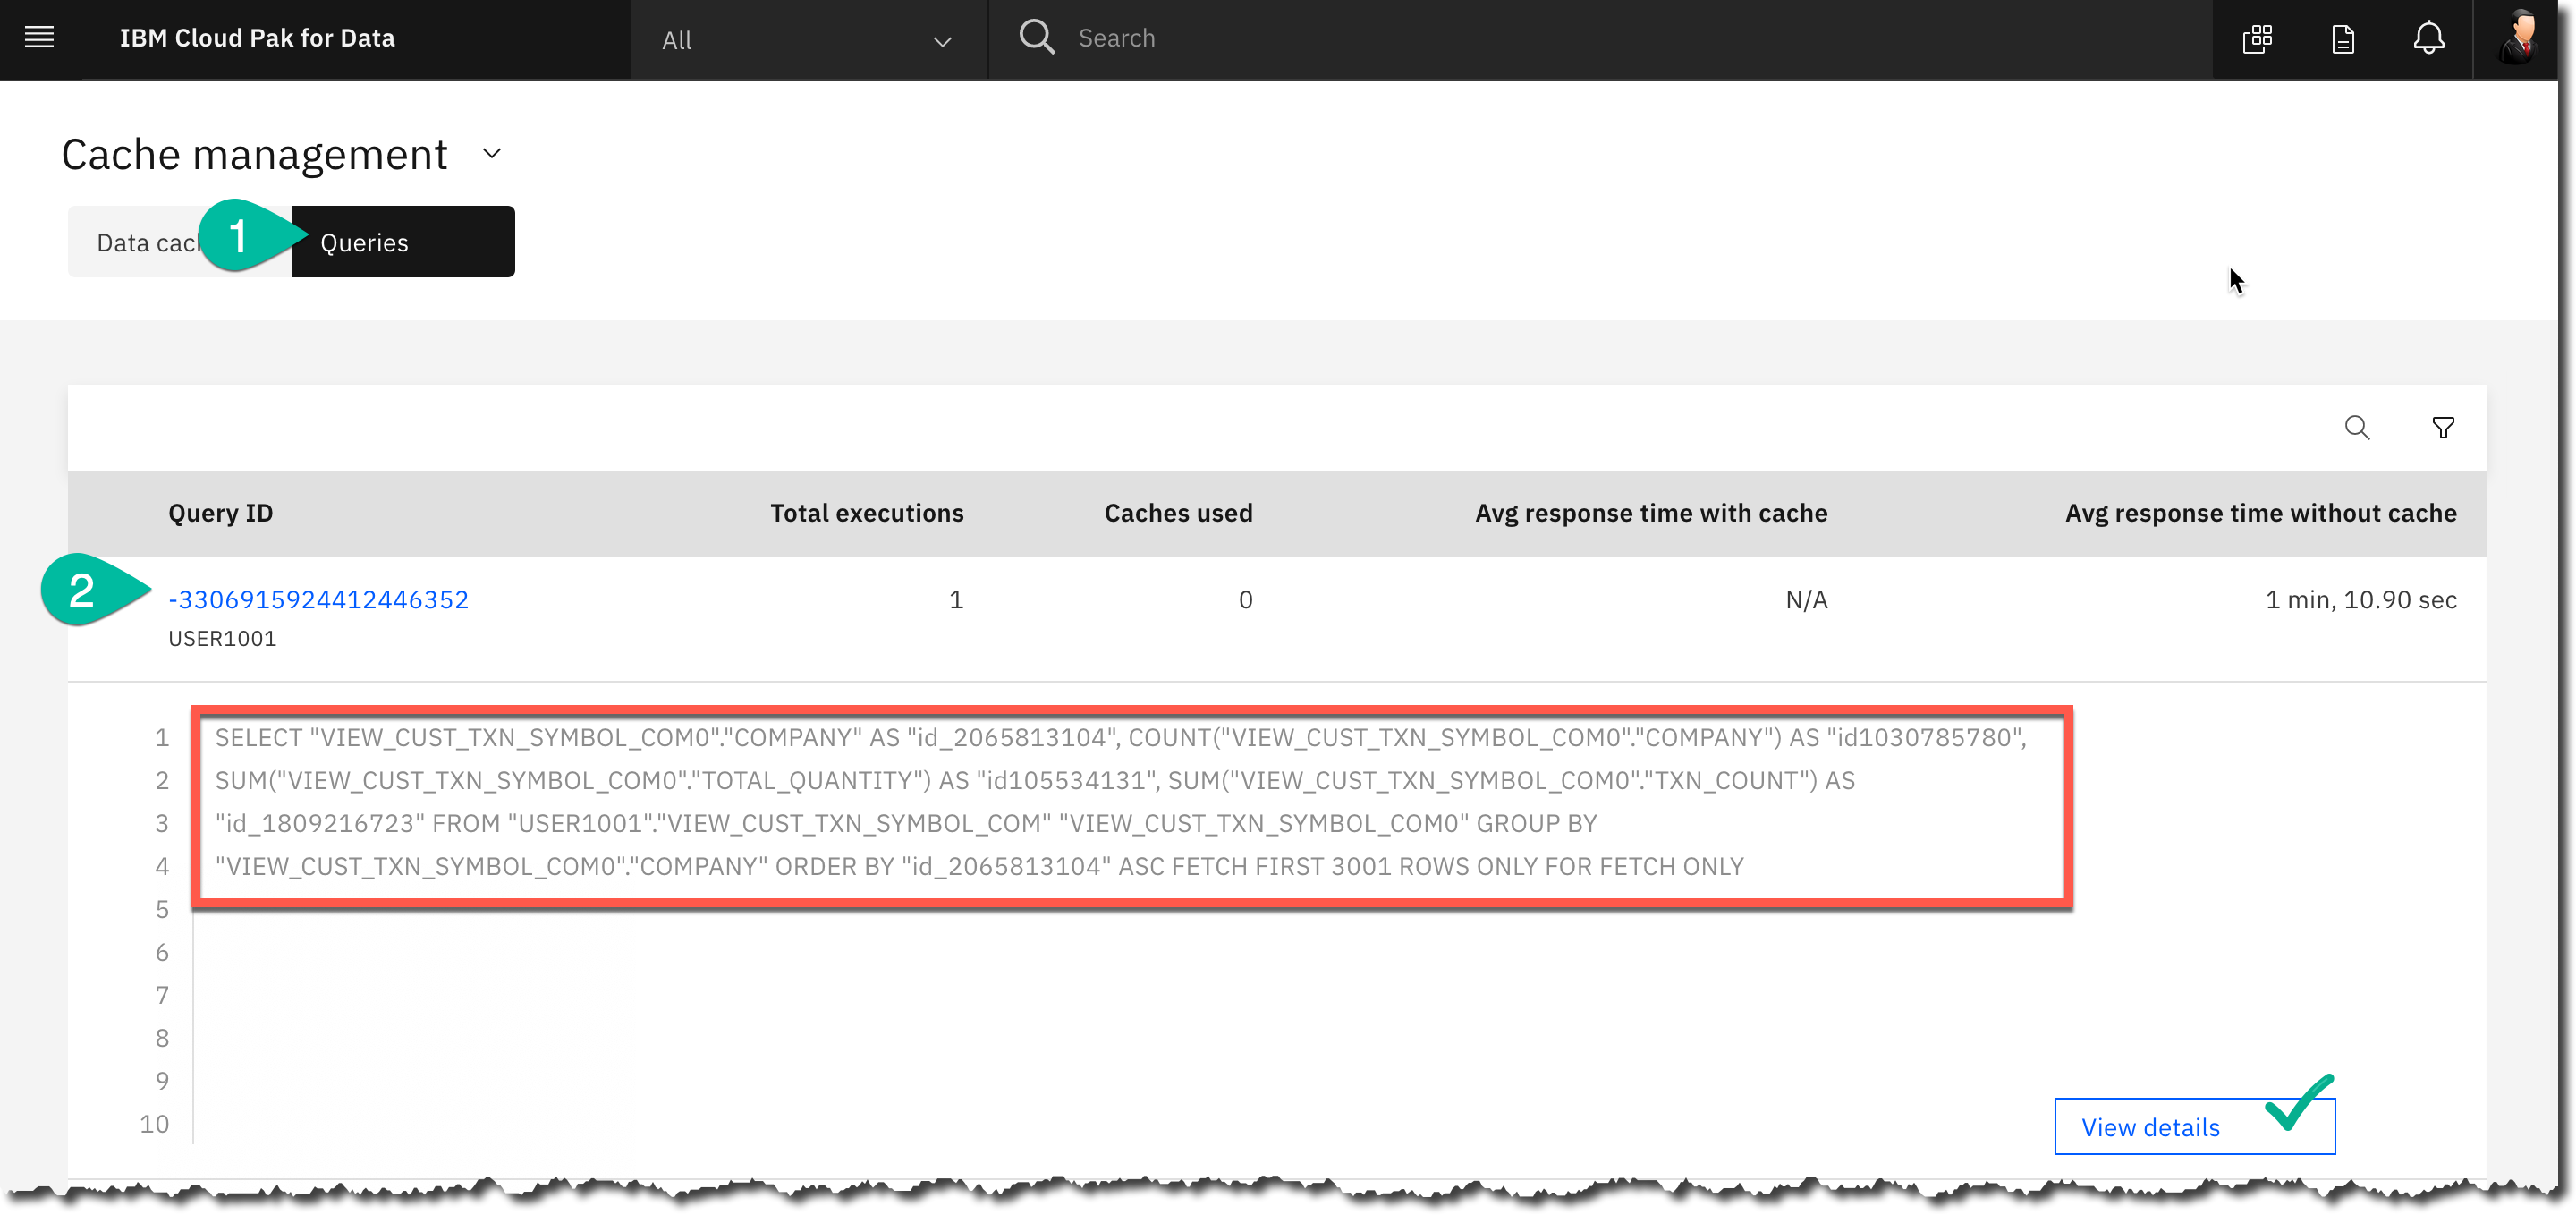 IBM Cloud Pak for Data
All
Search
Cache management
Data cac
1
Queries
Query ID Total executions Caches used Avg response time with cache Avg response time without cache
2
-3306915924412446352 1 0 N/A 1 min, 10.90 sec
USER1001
1 SELECT "VIEW_CUST_TXN_SYMBOL_COM0"."COMPANY" AS "id_2065813104", COUNT("VIEW_CUST_TXN_SYMBOL_COM0"."COMPANY") AS "id1030785780",
2 SUM("VIEW_CUST_TXN_SYMBOL_COM0"."TOTAL_QUANTITY") AS "id105534131", SUM("VIEW_CUST_TXN_SYMBOL_COM0"."TXN_COUNT") AS
3 "id_1809216723" FROM "USER1001"."VIEW_CUST_TXN_SYMBOL_COM" "VIEW_CUST_TXN_SYMBOL_COM0" GROUP BY
4 "VIEW_CUST_TXN_SYMBOL_COM0"."COMPANY" ORDER BY "id_2065813104" ASC FETCH FIRST 3001 ROWS ONLY FOR FETCH ONLY
5
6
7
8
9
10
View details